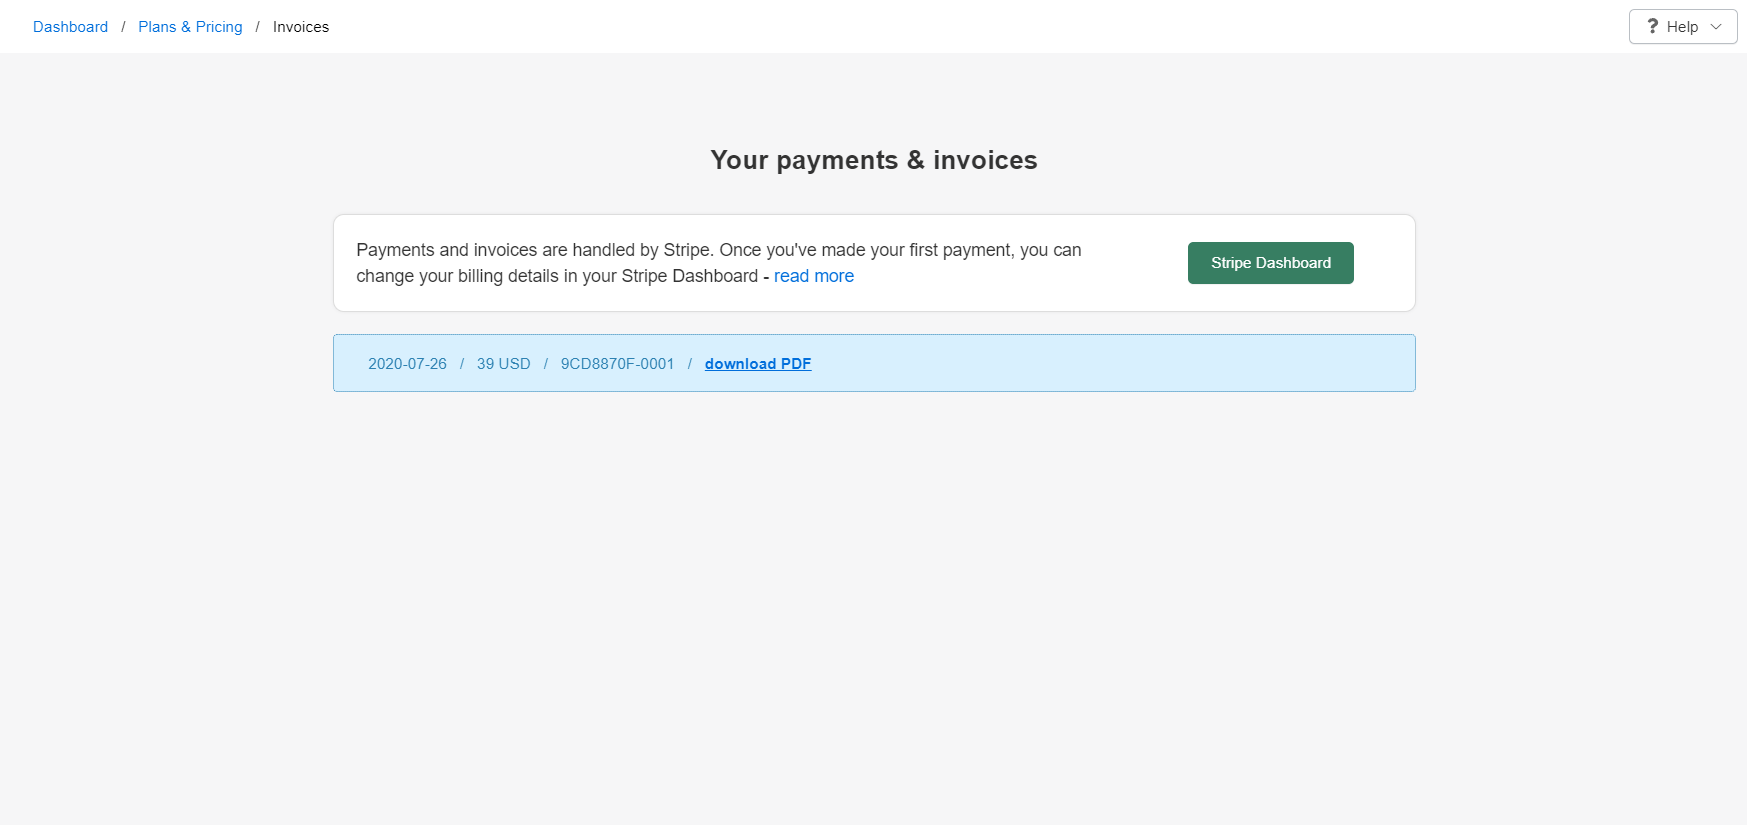 Dashboard / Plans & Pricing / Invoices
? Help
Your payments & invoices
Payments and invoices are handled by Stripe. Once you've made your first payment, you can
change your billing details in your Stripe Dashboard - read more
Stripe Dashboard
2020-07-26 / 39 USD / 9CD8870F-0001 / download PDF